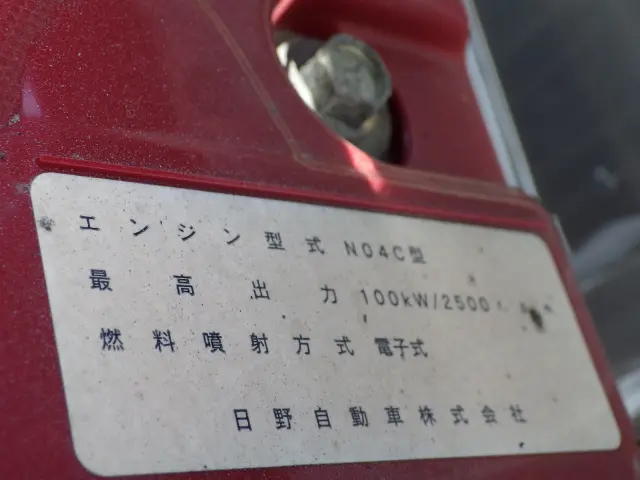 エンジン型式 N04C型
最高出力 100kW/2500
燃料噴射方式 電子式
日野自動車株式会社